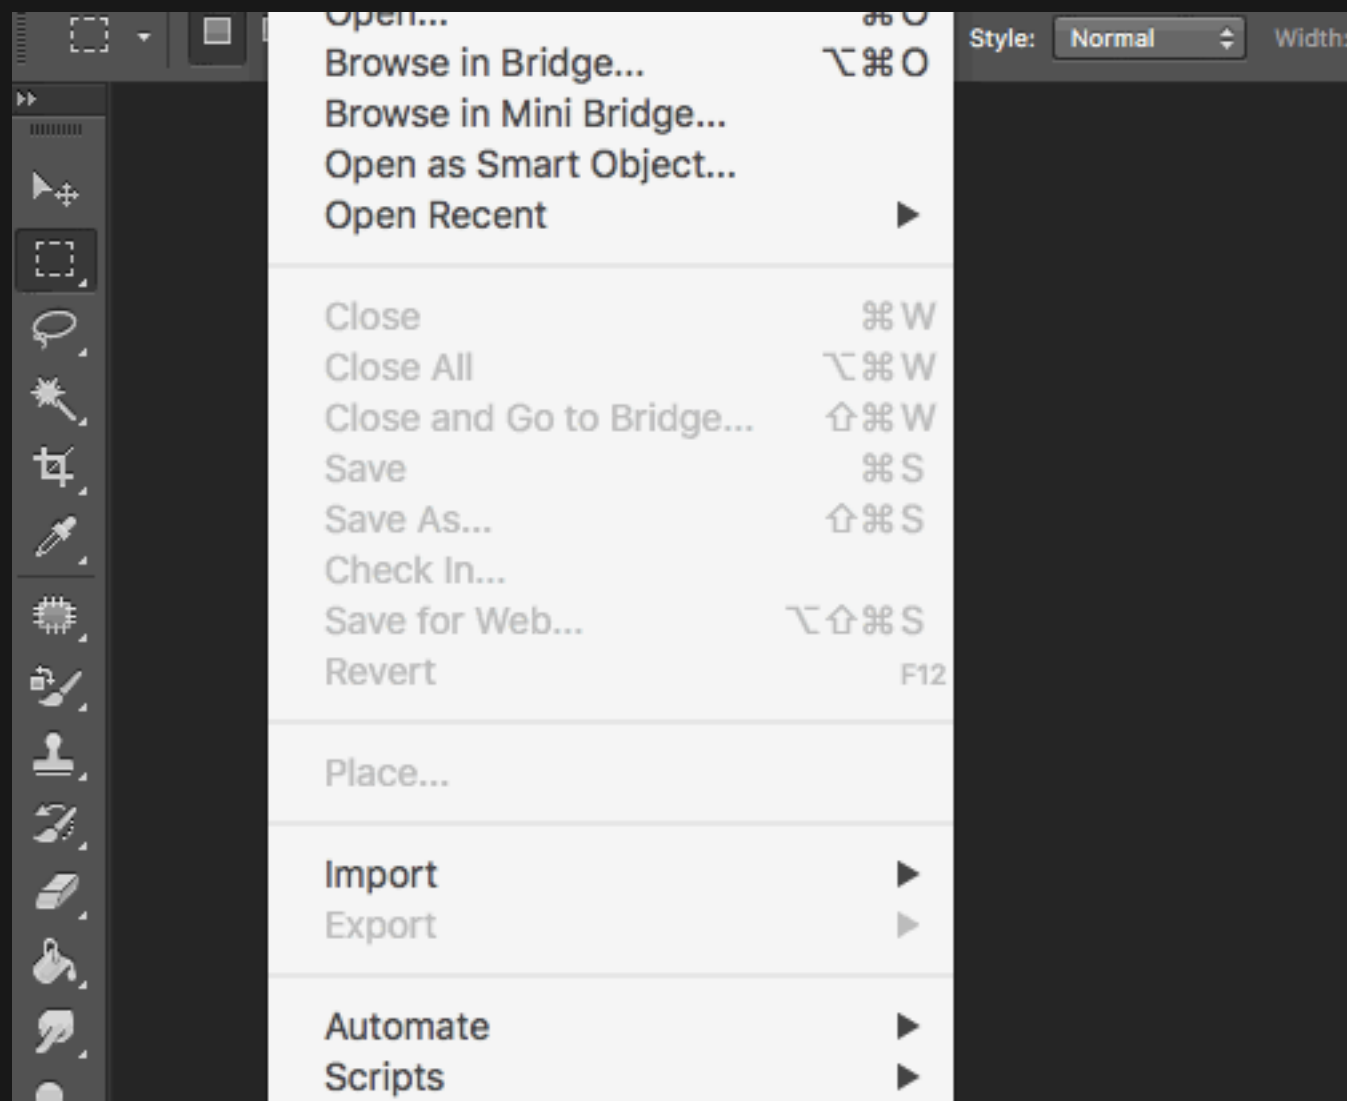 Open... ⌘O
Style: Normal Width:
Browse in Bridge... ⌥⌘O
Browse in Mini Bridge...
Open as Smart Object...
Open Recent ▶
Close ⌘W
Close All ⌥⌘W
Close and Go to Bridge... ⇧⌘W
Save ⌘S
Save As... ⇧⌘S
Check In...
Save for Web... ⌥⇧⌘S
Revert F12
Place...
Import ▶
Export ▶
Automate ▶
Scripts ▶